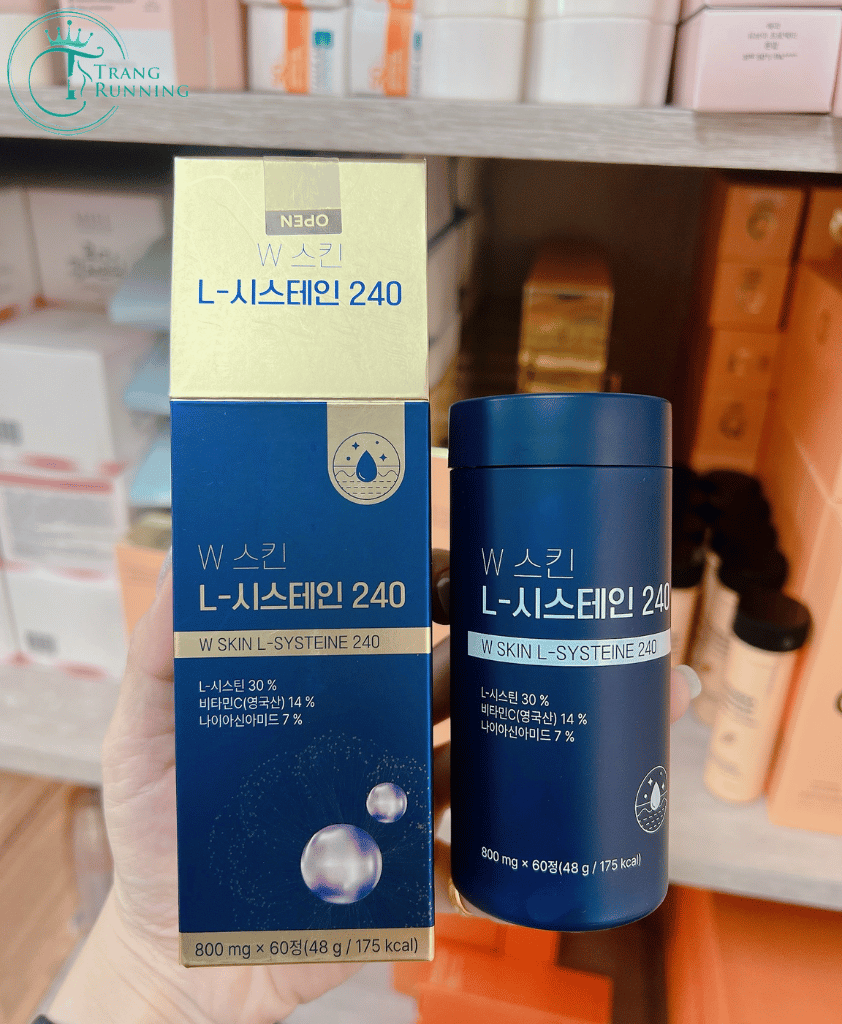 TRANG
RUNNING
OPEN
W 스킨
L-시스테인 240
W 스킨
L-시스테인 240
W SKIN L-SYSTEINE 240
L-시스틴 30 %
비타민C(영국산) 14 %
나이아신아미드 7 %
800 mg × 60정(48 g / 175 kcal)
W 스킨
L-시스테인 240
W SKIN L-SYSTEINE 240
L-시스틴 30 %
비타민C(영국산) 14 %
나이아신아미드 7 %
800 mg × 60정(48 g / 175 kcal)